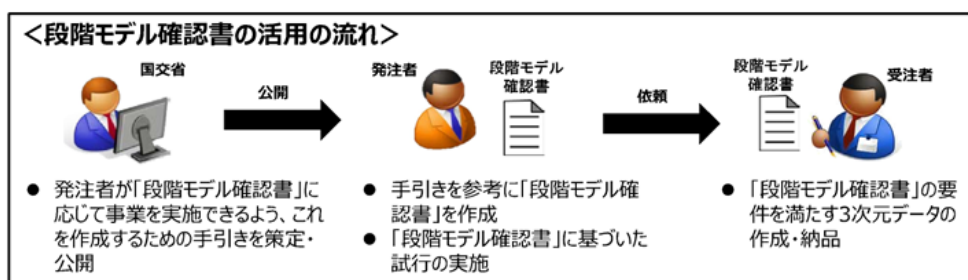 <段階モデル確認書の活用の流れ>
国交省
公開
発注者
段階モデル
確認書
依頼
段階モデル
確認書
受注者
● 発注者が「段階モデル確認書」に
応じて事業を実施できるよう、これ
を作成するための手引きを策定・
公開
● 手引きを参考に「段階モデル確
認書」を作成
● 「段階モデル確認書」に基づいた
試行の実施
● 「段階モデル確認書」の要
件を満たす3次元データの
作成・納品